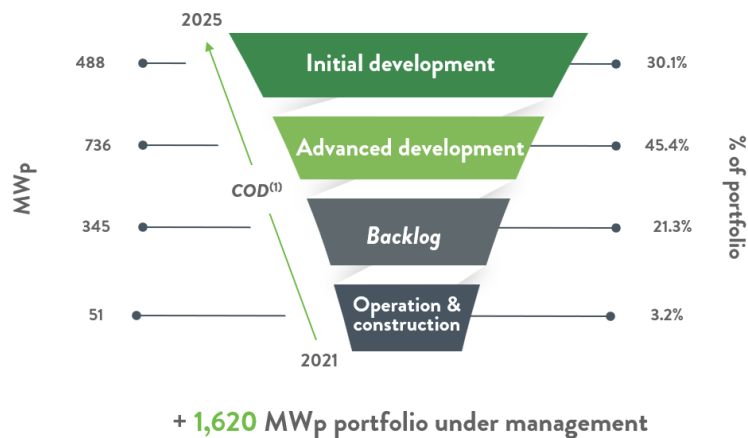 2025
488
Initial development
30.1%
736
Advanced development
45.4%
MWp
COD(1)
% of portfolio
345
Backlog
21.3%
51
Operation &
construction
3.2%
2021
+ 1,620 MWp portfolio under management